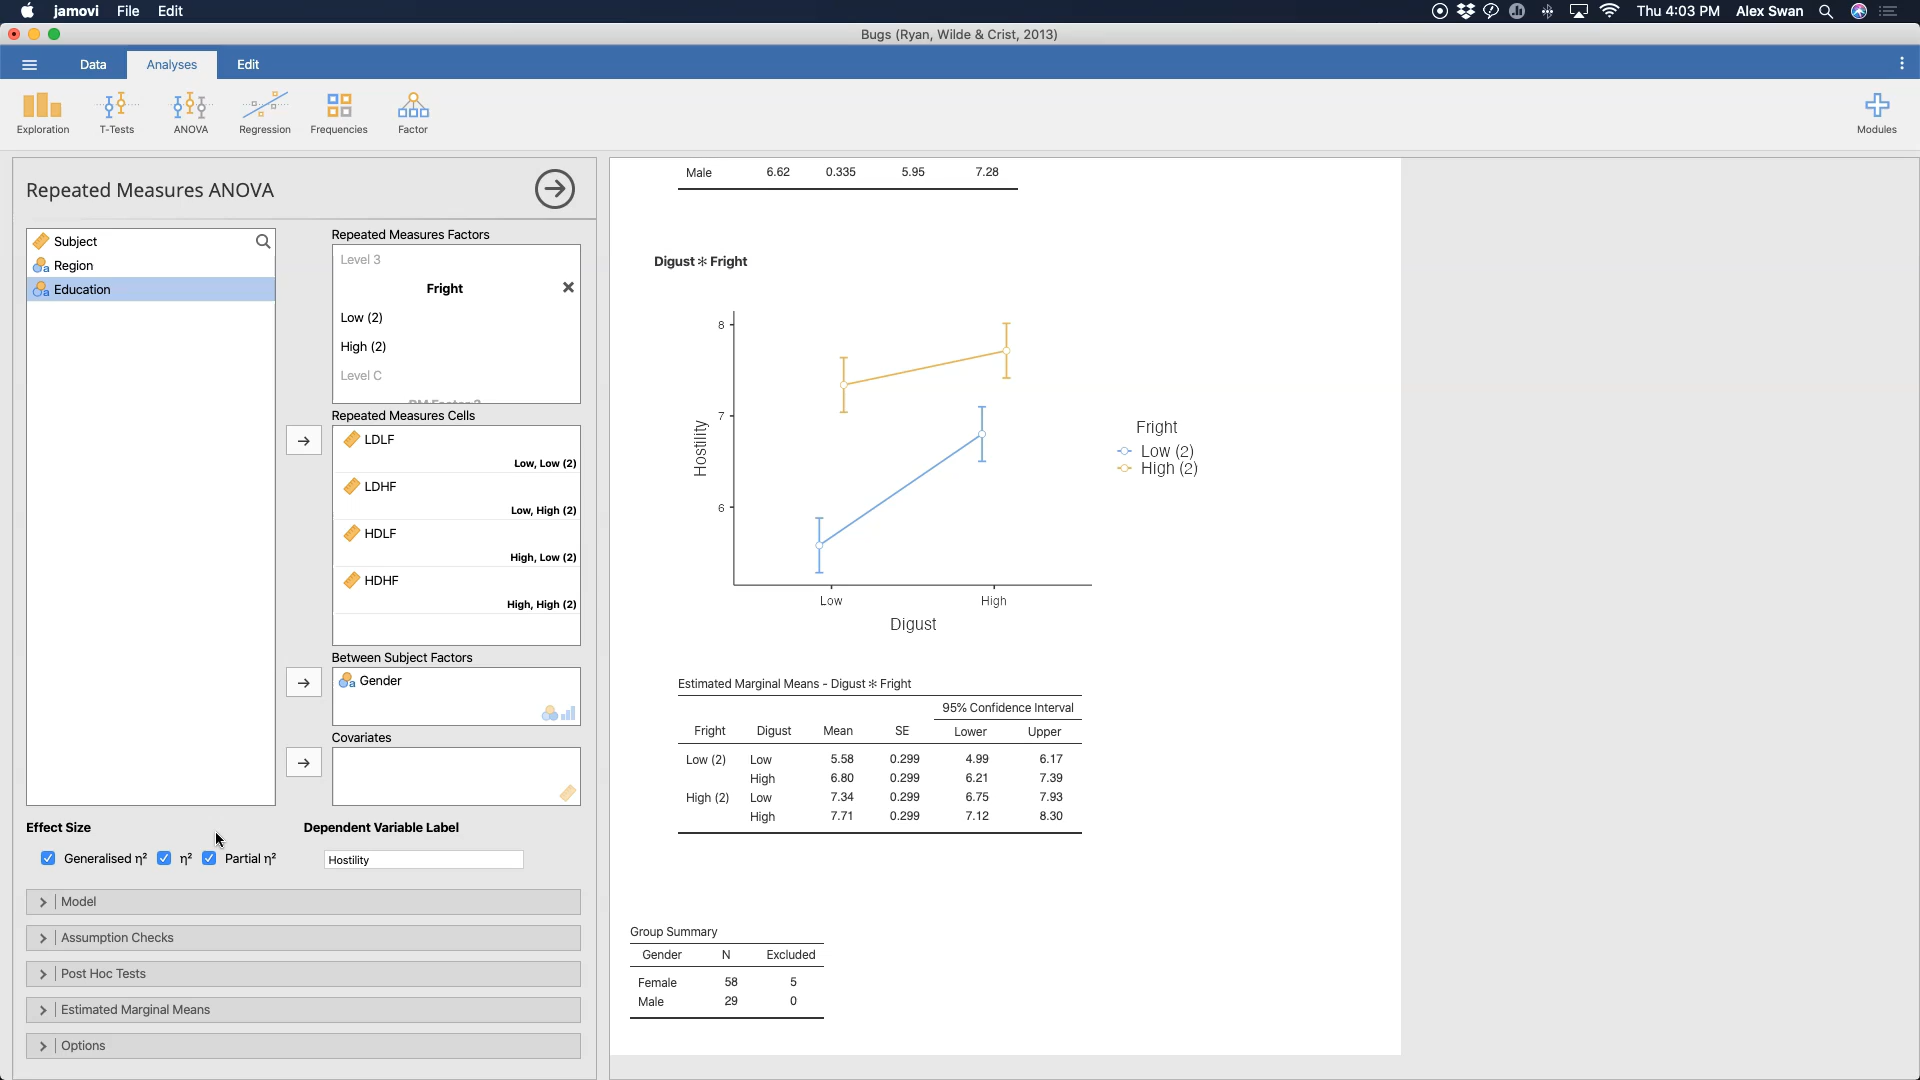 jamovi File Edit Thu 4:03 PM Alex Swan
Bugs (Ryan, Wilde & Crist, 2013)
Data Analyses Edit
Exploration T-Tests ANOVA Regression Frequencies Factor Modules
Repeated Measures ANOVA
Subject
Region
Education
Repeated Measures Factors
Level 3
Fright
Low (2)
High (2)
Level C
Repeated Measures Cells
LDLF
Low, Low (2)
LDHF
Low, High (2)
HDLF
High, Low (2)
HDHF
High, High (2)
Between Subject Factors
a Gender
Covariates
Effect Size
Generalised η² η² Partial η²
Dependent Variable Label
Hostility
Model
Assumption Checks
Post Hoc Tests
Estimated Marginal Means
Options
Male 6.62 0.335 5.95 7.28
Digust ✻ Fright
8
7
6
Hostility
Low High
Digust
Fright
Low (2)
High (2)
Estimated Marginal Means - Digust ✻ Fright
95% Confidence Interval
Fright Digust Mean SE Lower Upper
Low (2) Low 5.58 0.299 4.99 6.17
High 6.80 0.299 6.21 7.39
High (2) Low 7.34 0.299 6.75 7.93
High 7.71 0.299 7.12 8.30
Group Summary
Gender N Excluded
Female 58 5
Male 29 0